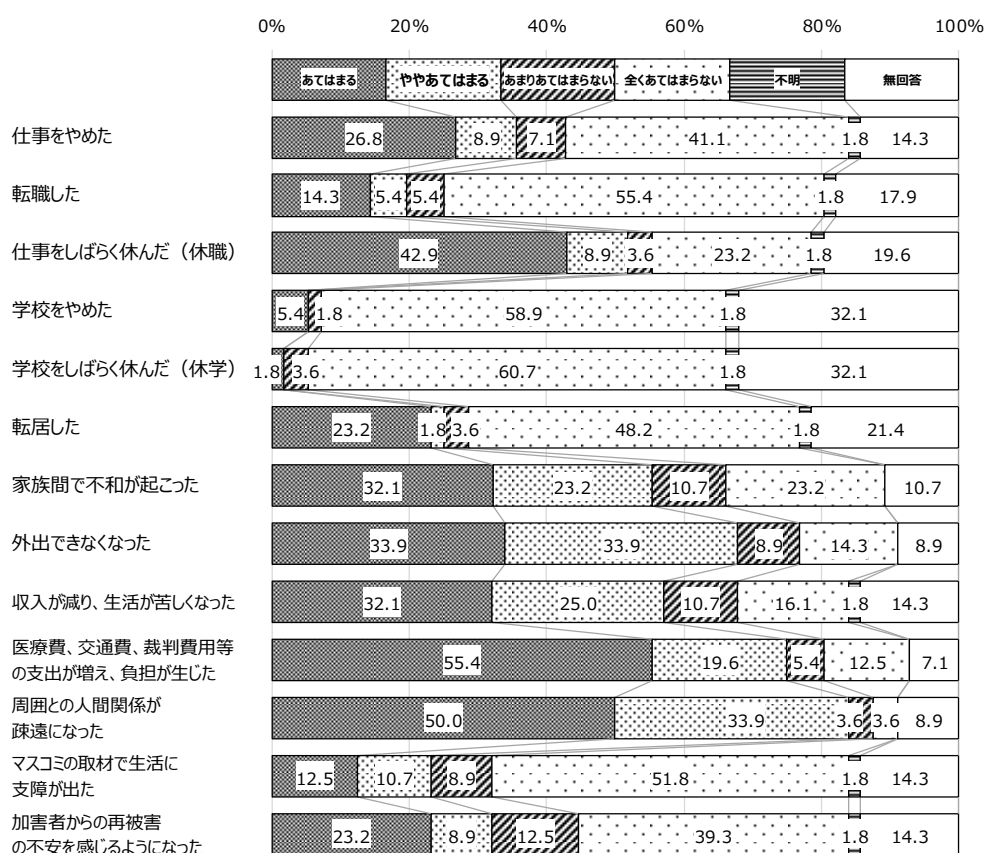 0% 20% 40% 60% 80% 100%
あてはまる ややあてはまる あまりあてはまらない 全くあてはまらない 不明 無回答
仕事をやめた 26.8 8.9 7.1 41.1 1.8 14.3
転職した 14.3 5.4 5.4 55.4 1.8 17.9
仕事をしばらく休んだ（休職） 42.9 8.9 3.6 23.2 1.8 19.6
学校をやめた 5.4 1.8 58.9 1.8 32.1
学校をしばらく休んだ（休学） 1.8 3.6 60.7 1.8 32.1
転居した 23.2 1.8 3.6 48.2 1.8 21.4
家族間で不和が起こった 32.1 23.2 10.7 23.2 10.7
外出できなくなった 33.9 33.9 8.9 14.3 8.9
収入が減り、生活が苦しくなった 32.1 25.0 10.7 16.1 1.8 14.3
医療費、交通費、裁判費用等
の支出が増え、負担が生じた 55.4 19.6 5.4 12.5 7.1
周囲との人間関係が
疎遠になった 50.0 33.9 3.6 3.6 8.9
マスコミの取材で生活に
支障が出た 12.5 10.7 8.9 51.8 1.8 14.3
加害者からの再被害
の不安を感じるようになった 23.2 8.9 12.5 39.3 1.8 14.3